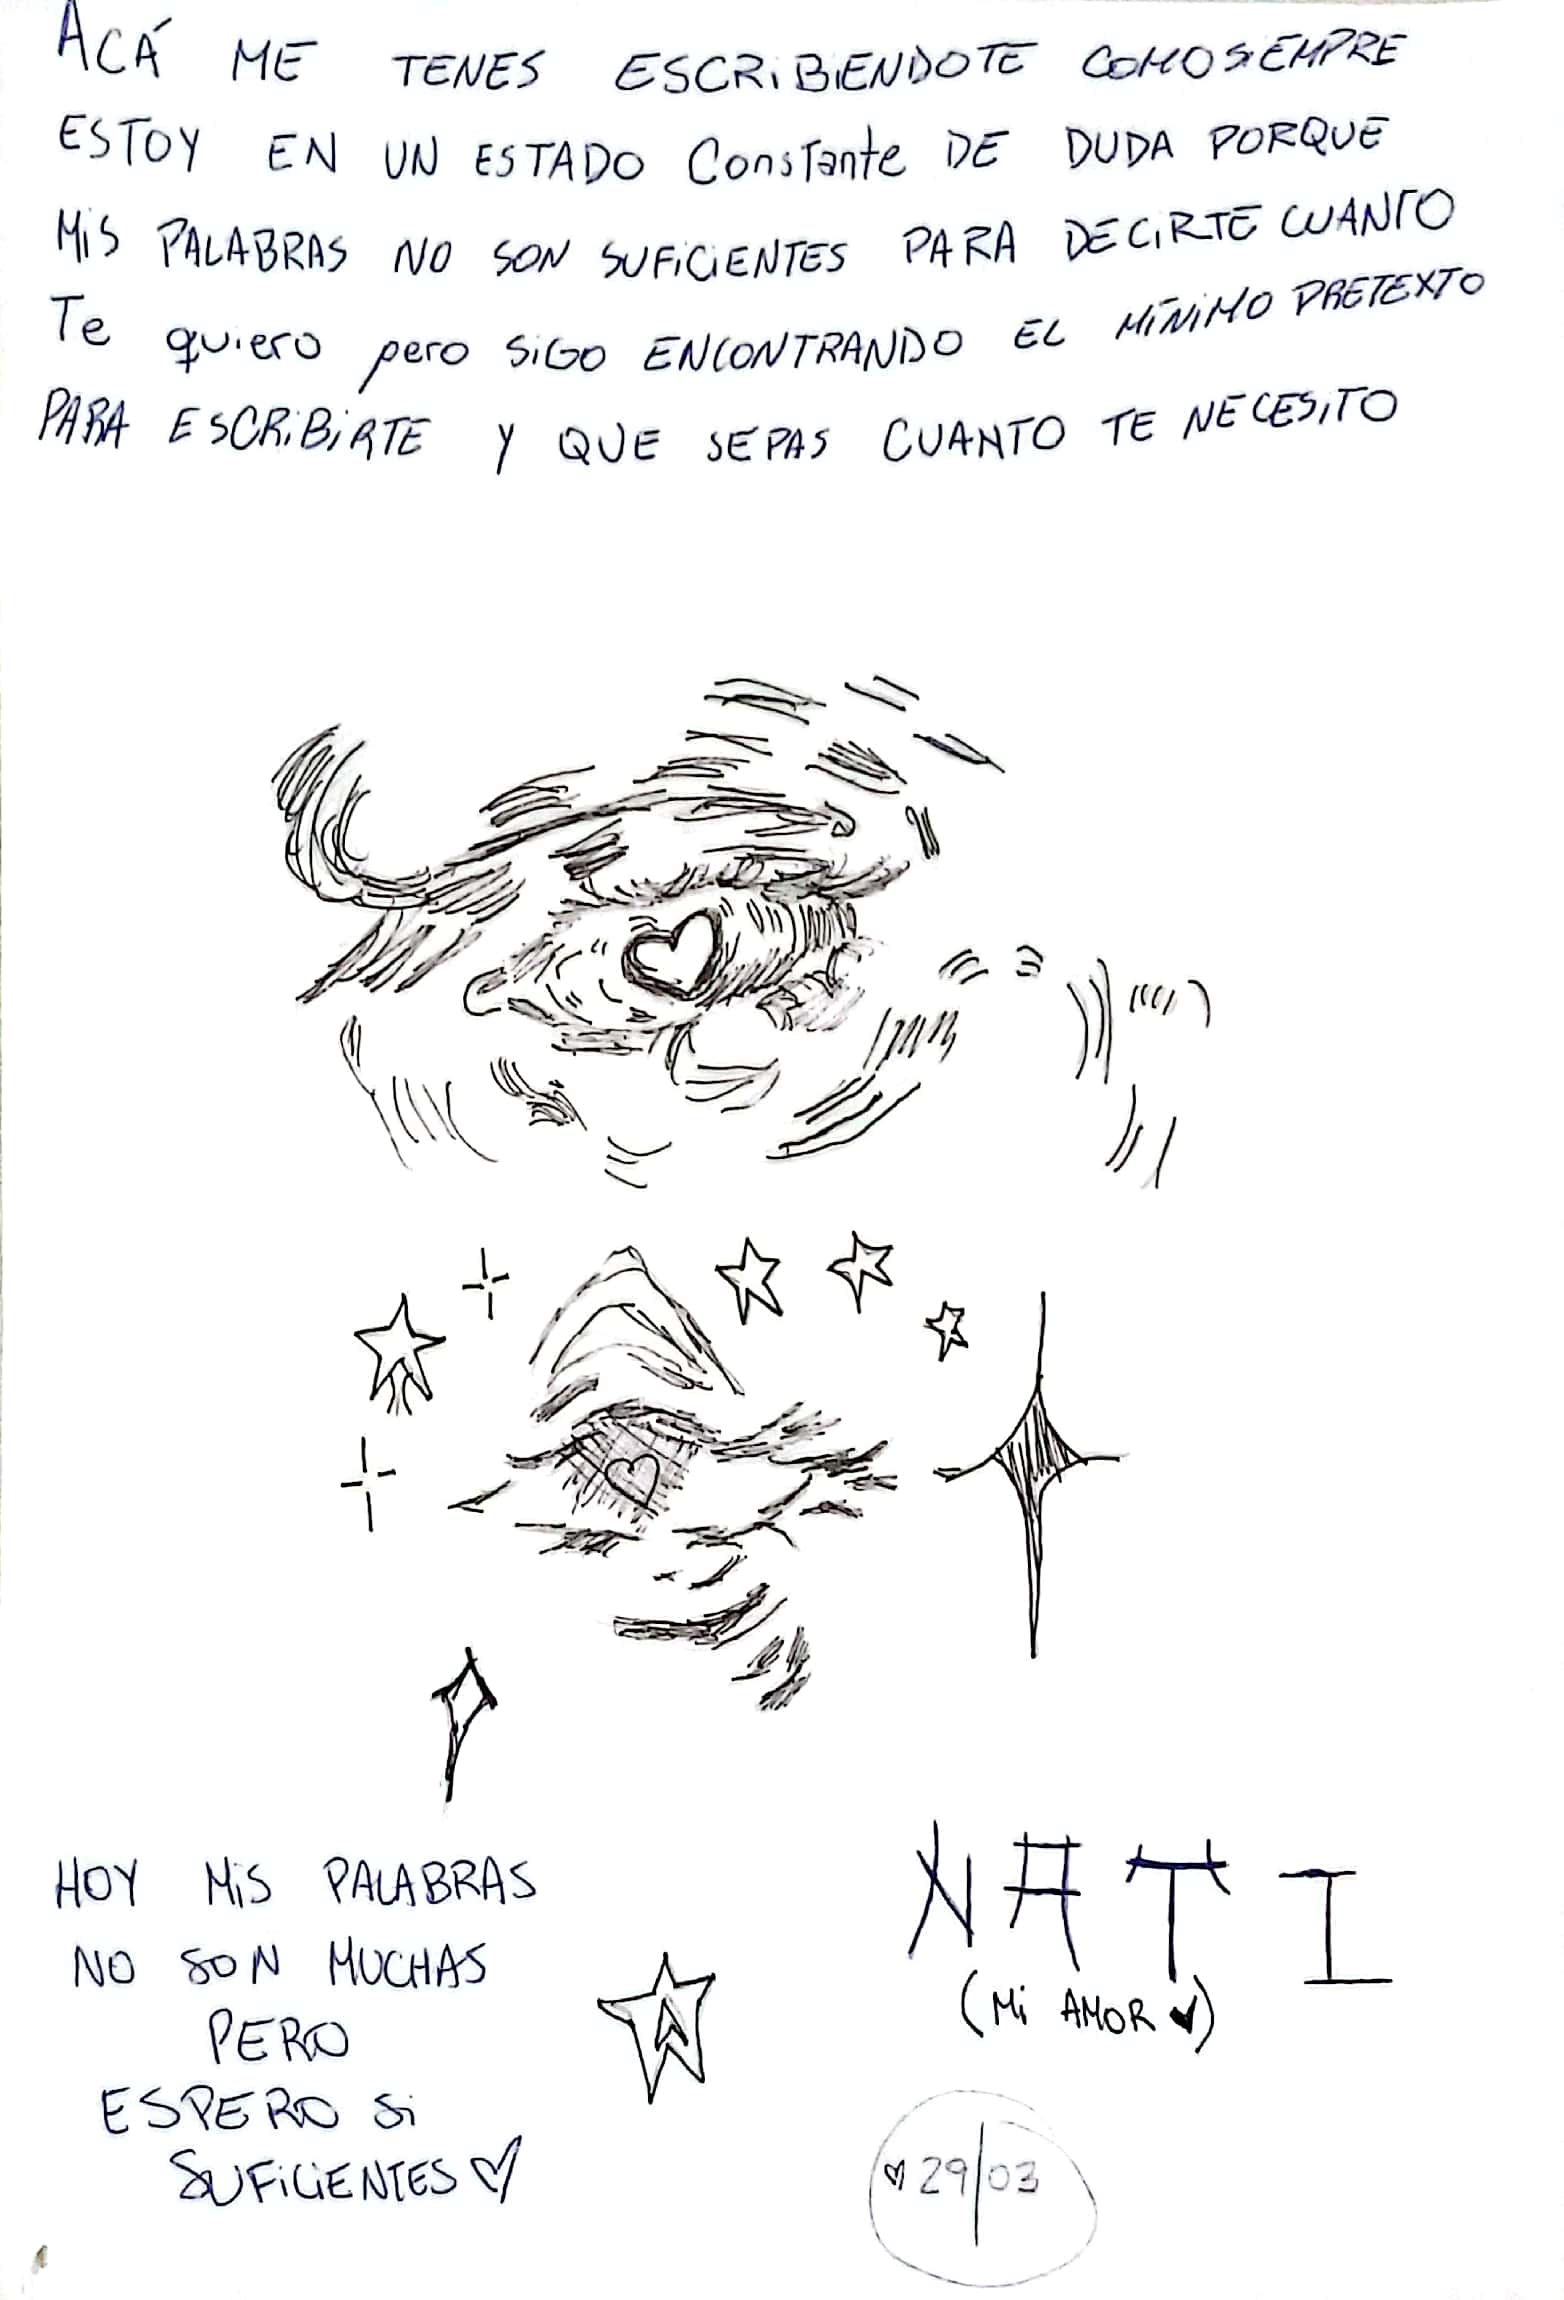 ACÁ ME TENES ESCRIBIENDOTE COMO SIEMPRE
ESTOY EN UN ESTADO Constante DE DUDA PORQUE
MIS PALABRAS NO SON SUFICIENTES PARA DECIRTE CUANTO
Te quiero pero SIGO ENCONTRANDO EL MÍNIMO PRETEXTO
PARA ESCRIBIRTE Y QUE SEPAS CUANTO TE NECESITO
HOY MIS PALABRAS
NO SON MUCHAS
PERO
ESPERO SI
SUFICIENTES ♡
NATI
(Mi AMOR ♥)
♡ 29/03